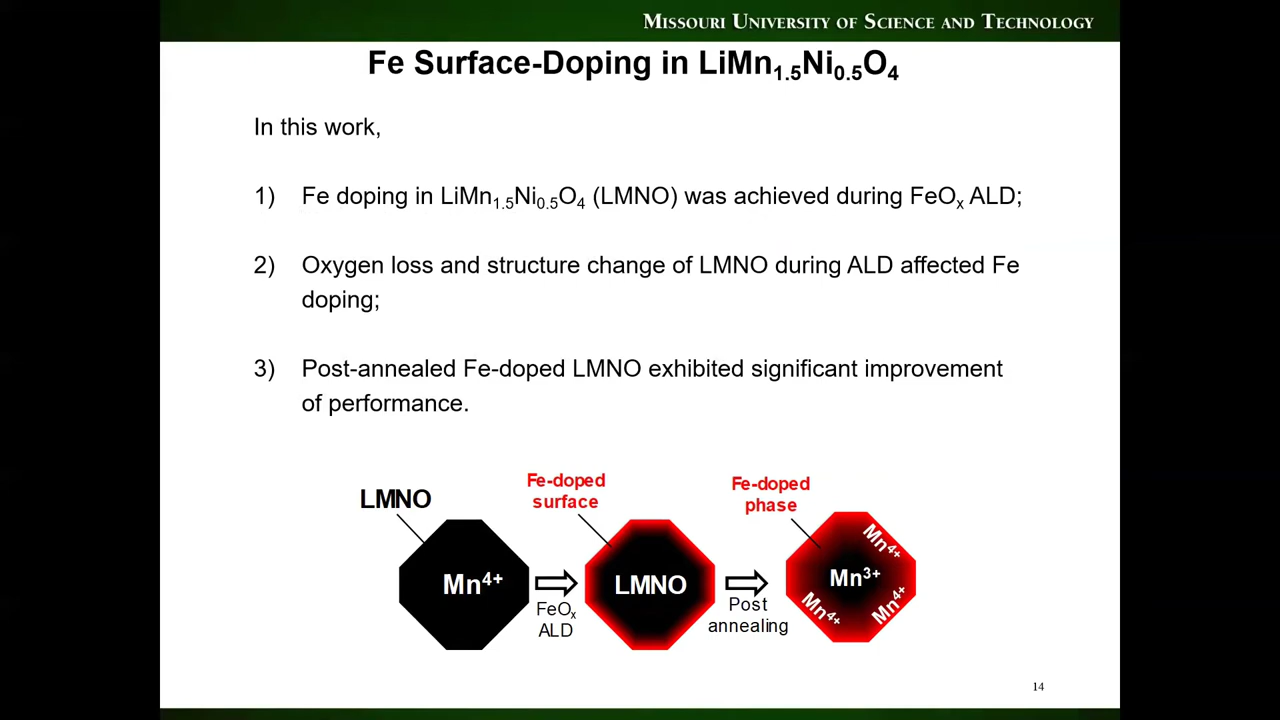 MISSOURI UNIVERSITY OF SCIENCE AND TECHNOLOGY
Fe Surface-Doping in LiMn₁.₅Ni₀.₅O₄
In this work,
1) Fe doping in LiMn₁.₅Ni₀.₅O₄ (LMNO) was achieved during FeOₓ ALD;
2) Oxygen loss and structure change of LMNO during ALD affected Fe
doping;
3) Post-annealed Fe-doped LMNO exhibited significant improvement
of performance.
LMNO
Mn⁴⁺
FeOₓ
ALD
Fe-doped
surface
LMNO
Post
annealing
Fe-doped
phase
Mn⁴⁺
Mn³⁺
Mn⁴⁺
Mn⁴⁺
14